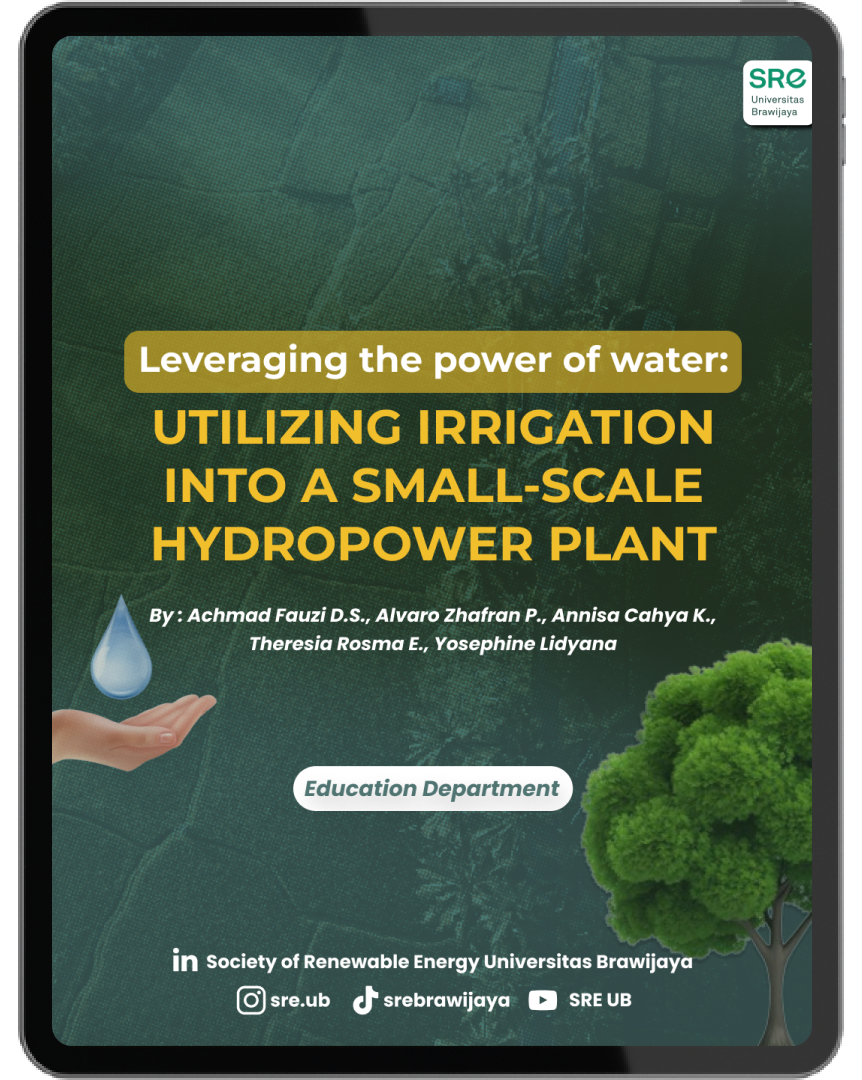 SRE
Universitas
Brawijaya
Leveraging the power of water:
UTILIZING IRRIGATION
INTO A SMALL-SCALE
HYDROPOWER PLANT
By : Achmad Fauzi D.S., Alvaro Zhafran P., Annisa Cahya K.,
Theresia Rosma E., Yosephine Lidyana
Education Department
in Society of Renewable Energy Universitas Brawijaya
sre.ub srebrawijaya SRE UB